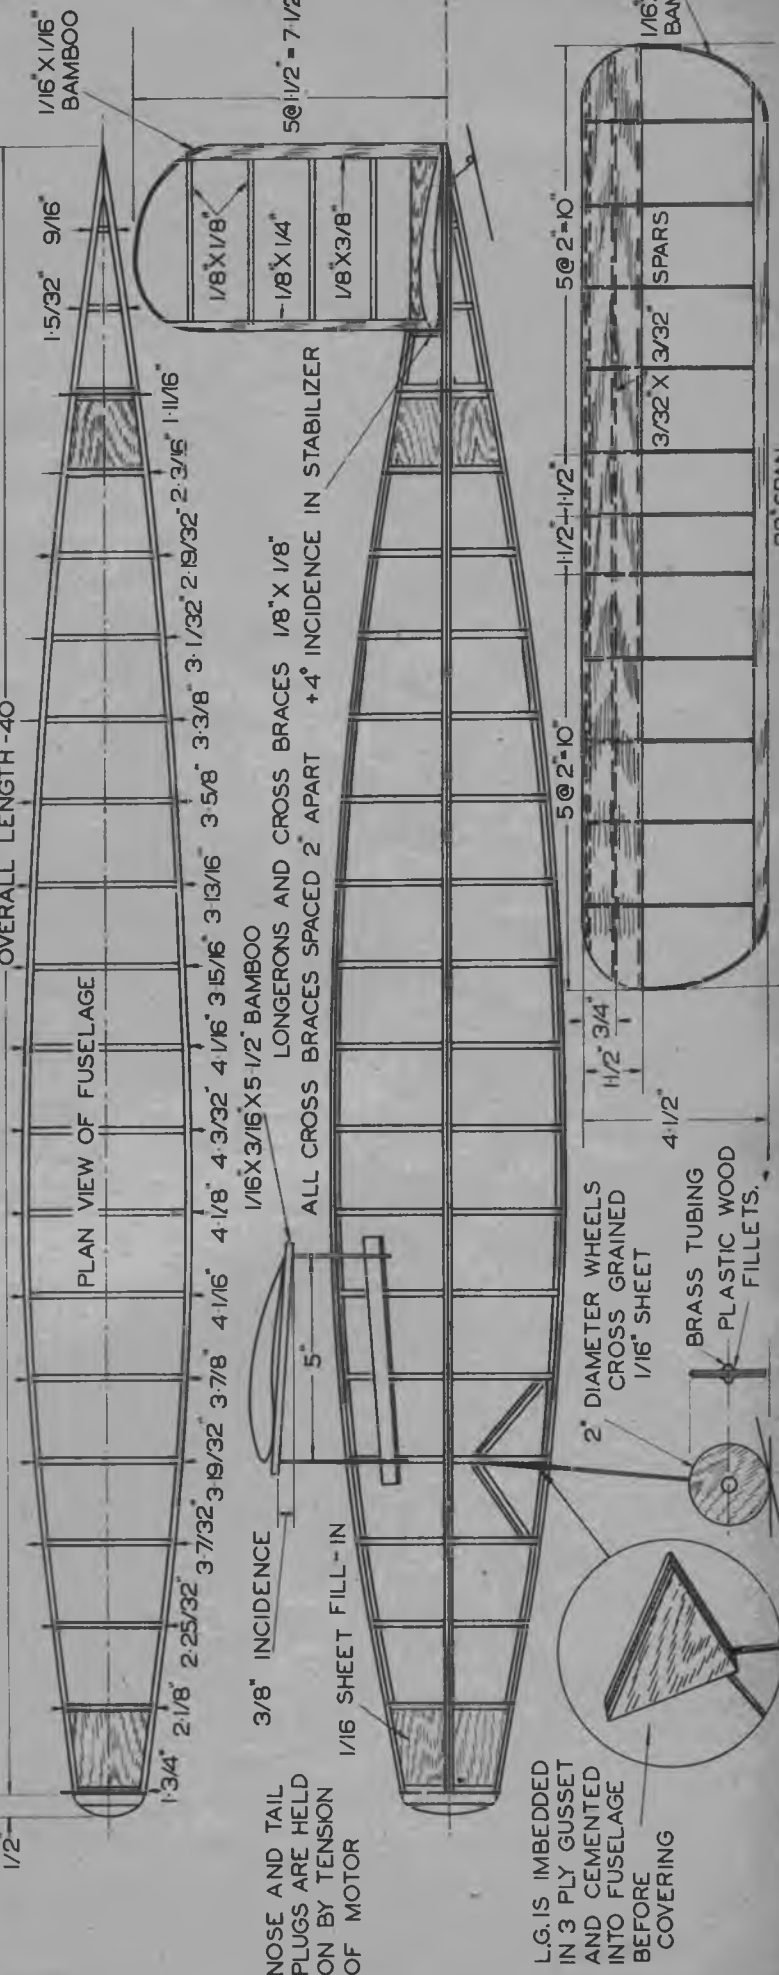 1/2"
OVERALL LENGTH-40
PLAN VIEW OF FUSELAGE
1-3/4"
2-1/8"
2-25/32"
3-7/32"
3-19/32"
3-7/8"
4-1/16"
4-1/8"
4-3/32"
4-1/16"
3-15/16"
3-13/16"
3-5/8"
3-3/8"
3-1/32"
2-19/32"
2-3/16"
1-11/16"
1-5/32"
9/16"
1/16" X 1/16"
BAMBOO
NOSE AND TAIL
PLUGS ARE HELD
ON BY TENSION
OF MOTOR
3/8" INCIDENCE
1/16 SHEET FILL-IN
5"
1/16 X 3/16" X 5-1/2" BAMBOO
LONGERONS AND CROSS BRACES 1/8" X 1/8"
ALL CROSS BRACES SPACED 2" APART
+4° INCIDENCE IN STABILIZER
1/8" X 1/8"
1/8 X 1/4"
1/8" X 3/8"
5@1-1/2" = 7-1/2
L.G. IS IMBEDDED
IN 3 PLY GUSSET
AND CEMENTED
INTO FUSELAGE
BEFORE
COVERING
2" DIAMETER WHEELS
CROSS GRAINED
1/16" SHEET
BRASS TUBING
PLASTIC WOOD
FILLETS.
4-1/2"
1-1/2"
3/4"
5@2"=10"
1-1/2"
1-1/2"
5@2"=10"
3/32" X 3/32" SPARS
1/16"